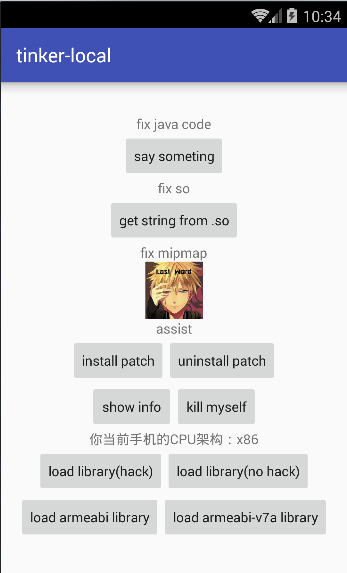 10:34
tinker-local
fix java code
say someting
fix so
get string from .so
fix mipmap
Last Word
assist
install patch uninstall patch
show info kill myself
你当前手机的CPU架构：x86
load library(hack) load library(no hack)
load armeabi library load armeabi-v7a library